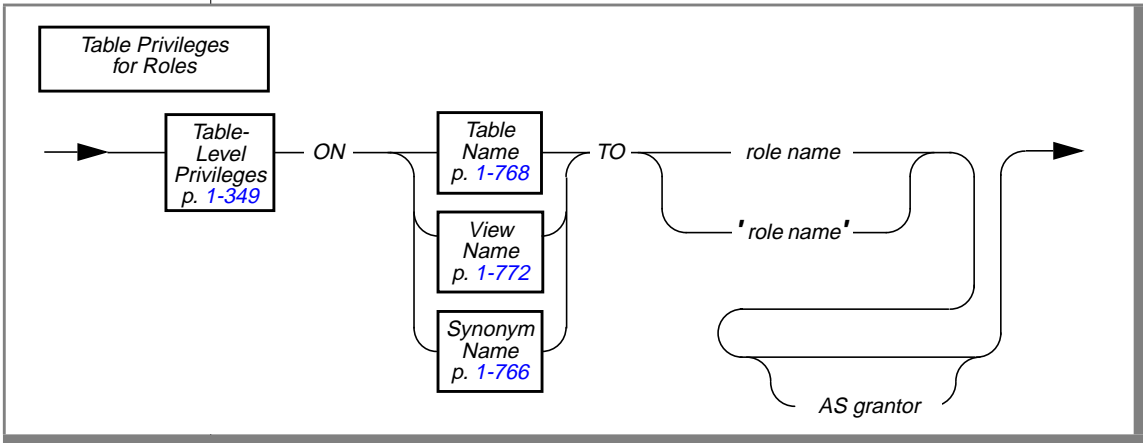 Table Privileges
for Roles
Table-
Level
Privileges
p. 1-349
ON
Table
Name
p. 1-768
View
Name
p. 1-772
Synonym
Name
p. 1-766
TO
role name
' role name'
AS grantor